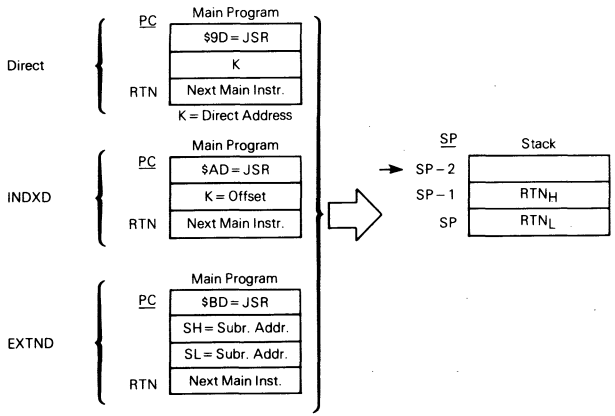 Direct
PC
Main Program
$9D = JSR
K
RTN
Next Main Instr.
K = Direct Address
INDXD
PC
Main Program
$AD = JSR
K = Offset
RTN
Next Main Instr.
EXTND
PC
Main Program
$BD = JSR
SH = Subr. Addr.
SL = Subr. Addr.
RTN
Next Main Inst.
SP
Stack
SP – 2
SP – 1
RTNH
SP
RTNL